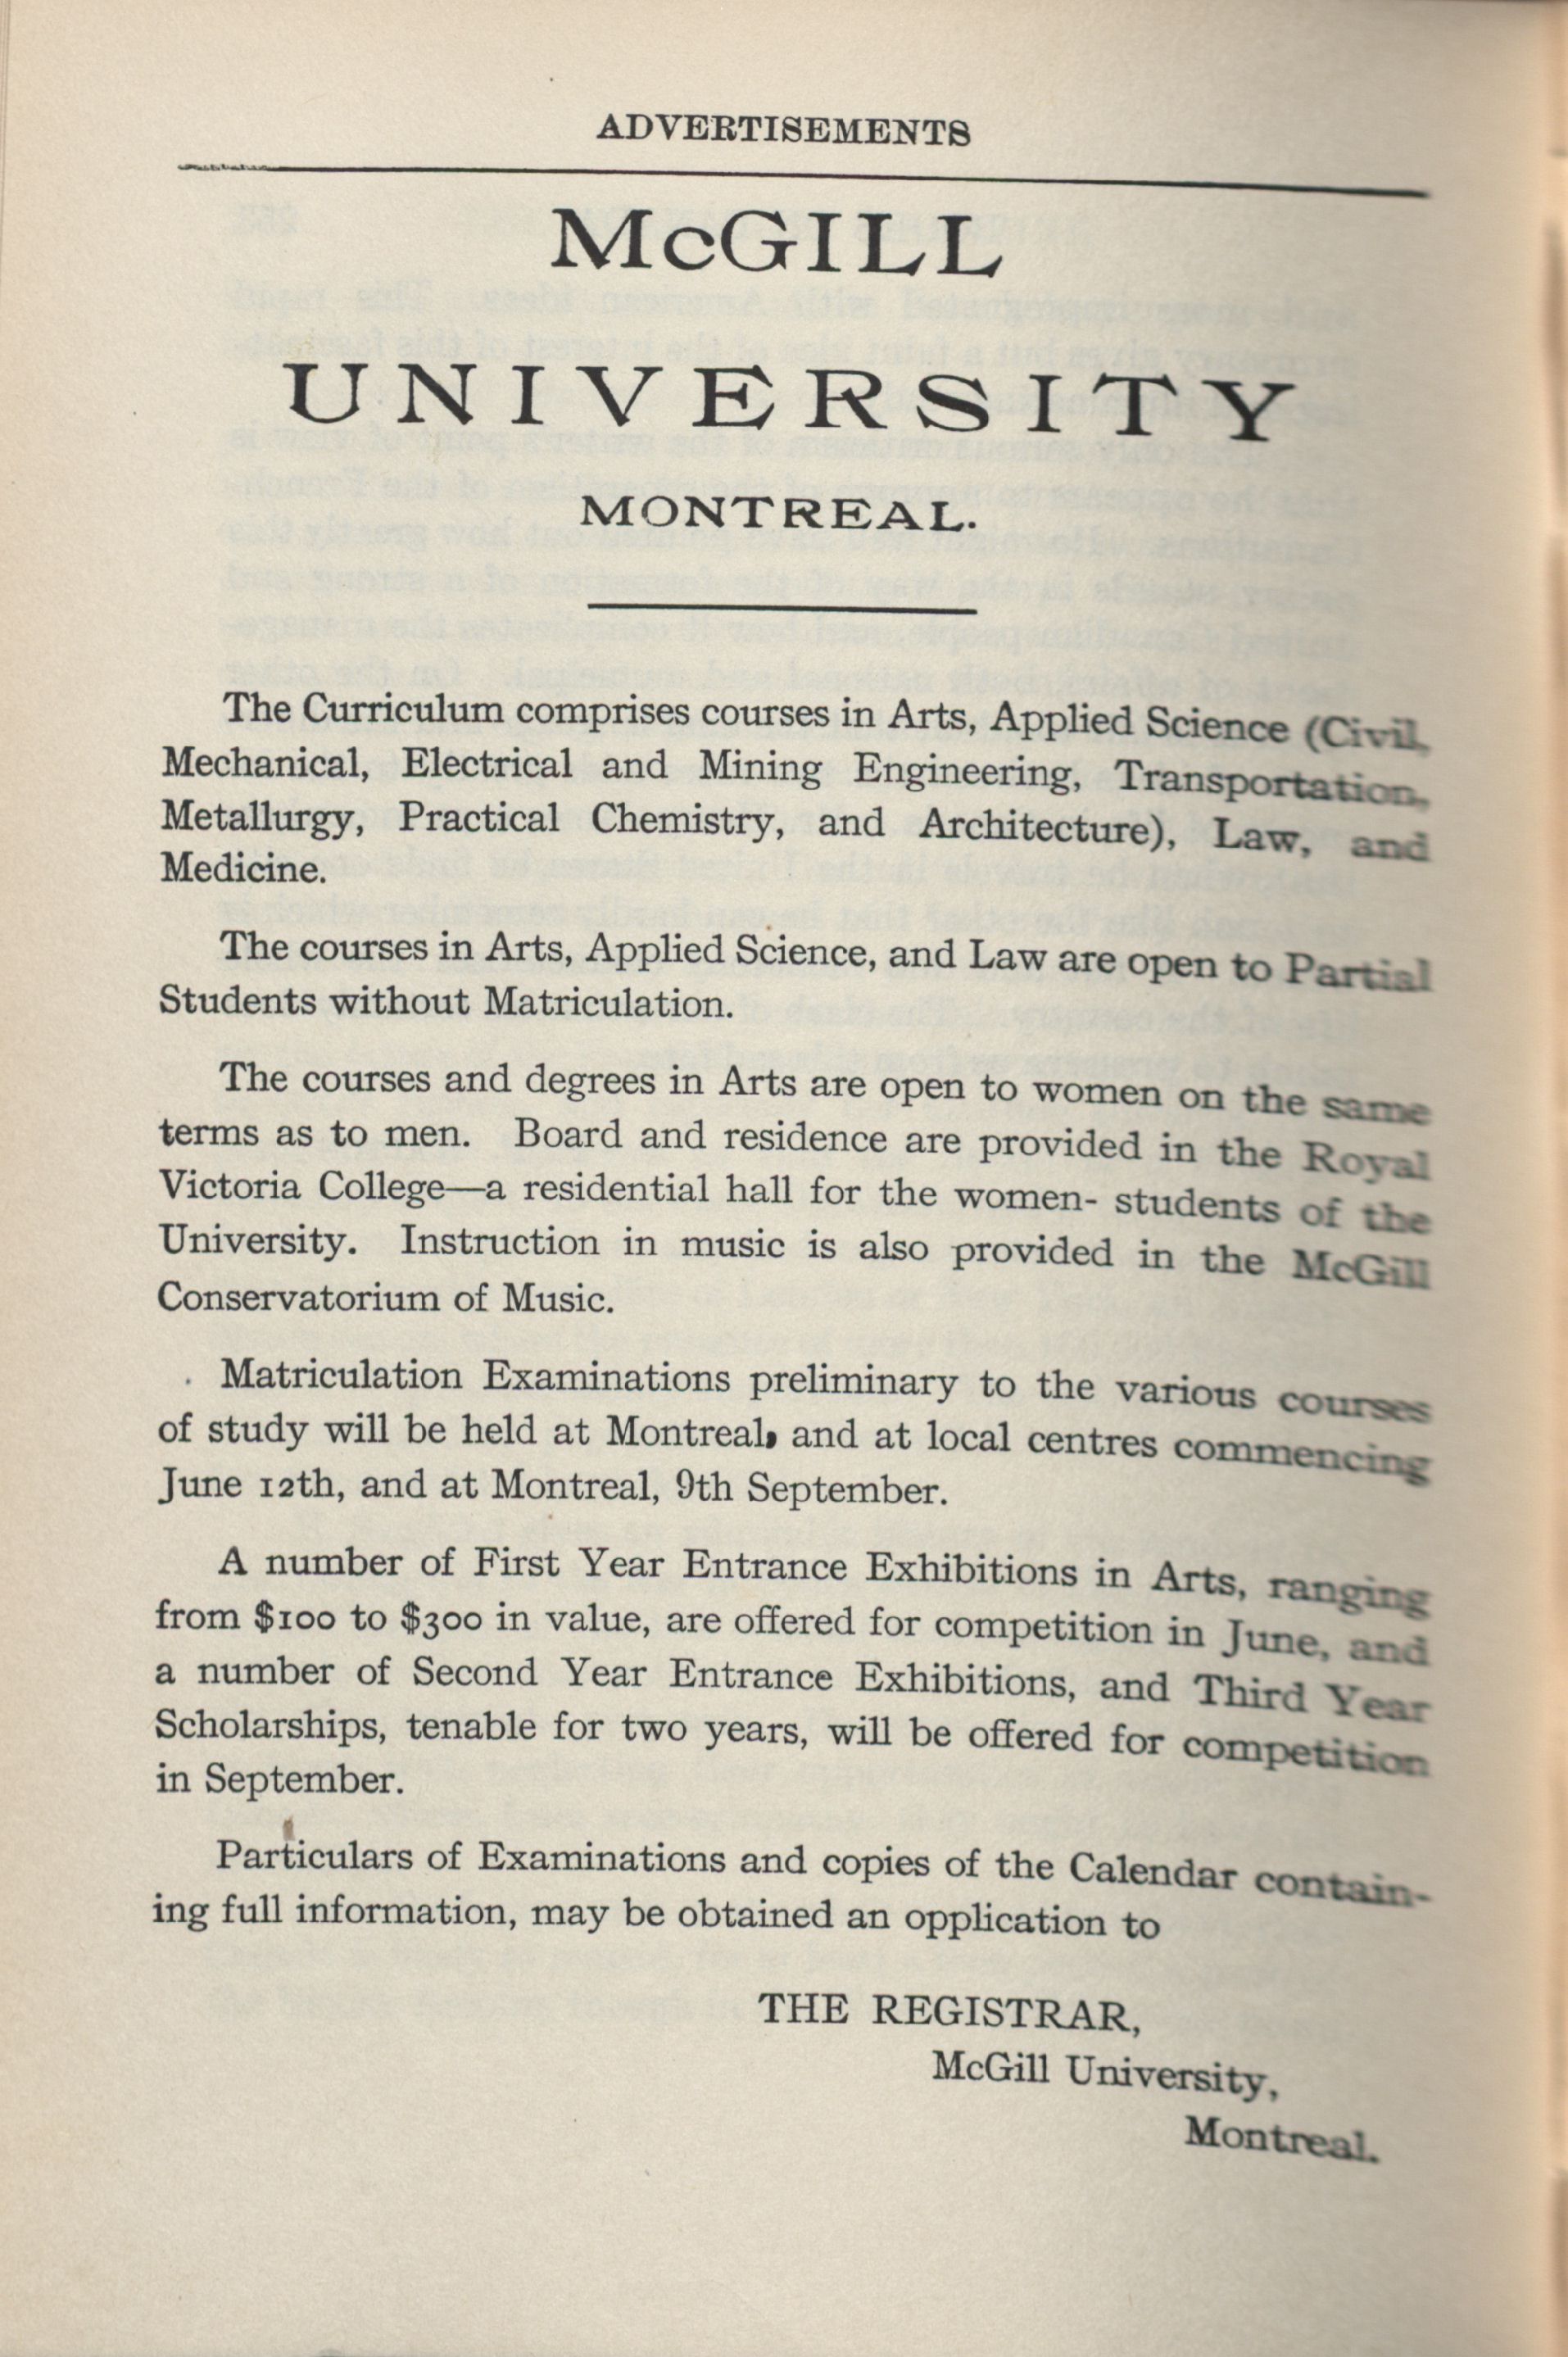 ADVERTISEMENTS
McGILL
UNIVERSITY
MONTREAL.
The Curriculum comprises courses in Arts, Applied Science (Civil,
Mechanical, Electrical and Mining Engineering, Transportation,
Metallurgy, Practical Chemistry, and Architecture), Law, and
Medicine.
The courses in Arts, Applied Science, and Law are open to Partial
Students without Matriculation.
The courses and degrees in Arts are open to women on the same
terms as to men. Board and residence are provided in the Royal
Victoria College—a residential hall for the women- students of the
University. Instruction in music is also provided in the McGill
Conservatorium of Music.
Matriculation Examinations preliminary to the various courses
of study will be held at Montreal, and at local centres commencing
June 12th, and at Montreal, 9th September.
A number of First Year Entrance Exhibitions in Arts, ranging
from $100 to $300 in value, are offered for competition in June, and
a number of Second Year Entrance Exhibitions, and Third Year
Scholarships, tenable for two years, will be offered for competition
in September.
Particulars of Examinations and copies of the Calendar contain-
ing full information, may be obtained an opplication to
THE REGISTRAR,
McGill University,
Montreal.